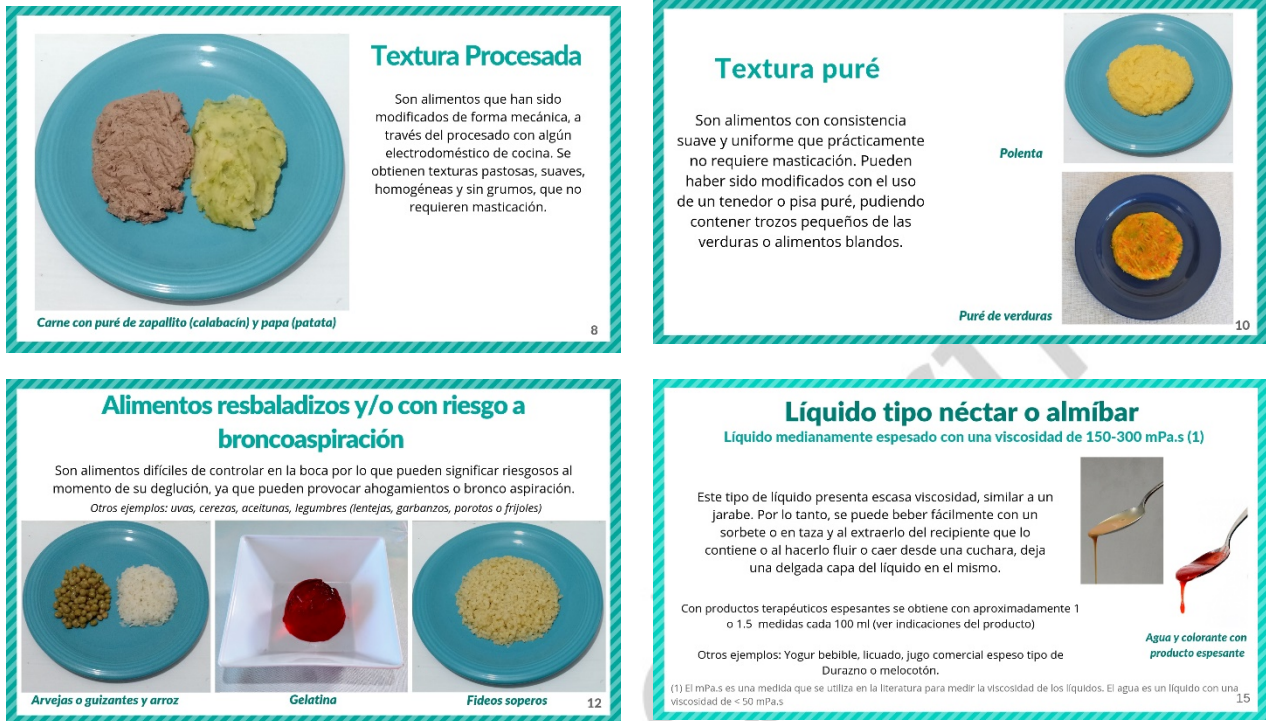 Textura Procesada
Son alimentos que han sido
modificados de forma mecánica, a
través del procesado con algún
electrodoméstico de cocina. Se
obtienen texturas pastosas, suaves,
homogéneas y sin grumos, que no
requieren masticación.
Carne con puré de zapallito (calabacín) y papa (patata)
8
Textura puré
Son alimentos con consistencia
suave y uniforme que prácticamente
no requiere masticación. Pueden
haber sido modificados con el uso
de un tenedor o pisa puré, pudiendo
contener trozos pequeños de las
verduras o alimentos blandos.
Polenta
Puré de verduras
10
Alimentos resbaladizos y/o con riesgo a
broncoaspiración
Son alimentos difíciles de controlar en la boca por lo que pueden significar riesgosos al
momento de su deglución, ya que pueden provocar ahogamientos o bronco aspiración.
Otros ejemplos: uvas, cerezas, aceitunas, legumbres (lentejas, garbanzos, porotos o frijoles)
Arvejas o guizantes y arroz
Gelatina
Fideos soperos
12
Líquido tipo néctar o almíbar
Líquido medianamente espesado con una viscosidad de 150-300 mPa.s (1)
Este tipo de líquido presenta escasa viscosidad, similar a un
jarabe. Por lo tanto, se puede beber fácilmente con un
sorbete o en taza y al extraerlo del recipiente que lo
contiene o al hacerlo fluir o caer desde una cuchara, deja
una delgada capa del líquido en el mismo.
Con productos terapéuticos espesantes se obtiene con aproximadamente 1
o 1.5 medidas cada 100 ml (ver indicaciones del producto)
Agua y colorante con
producto espesante
Otros ejemplos: Yogur bebible, licuado, jugo comercial espeso tipo de
Durazno o melocotón.
(1) El mPa.s es una medida que se utiliza en la literatura para medir la viscosidad de los líquidos. El agua es un líquido con una
viscosidad de < 50 mPa.s
15